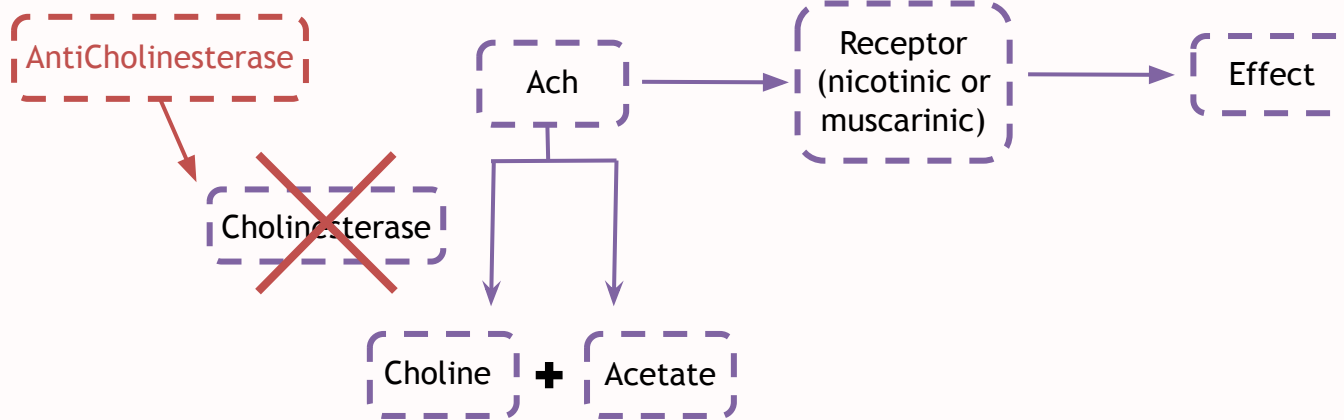 AntiCholinesterase
Ach
Receptor
(nicotinic or
muscarinic)
Effect
Cholinesterase
Choline
+
Acetate